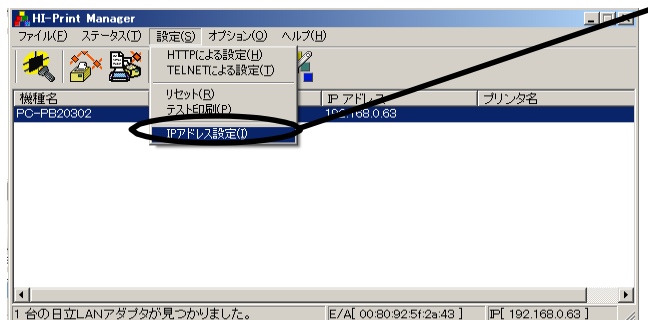 HI-Print Manager
ファイル(F) ステータス(T) 設定(S) オプション(O) ヘルプ(H)
HTTPによる設定(H)
TELNETによる設定(T)
リセット(R)
テスト印刷(P)
IPアドレス設定(I)
機種名 IP アドレス プリンタ名
PC-PB20302 192.168.0.63
1 台の日立LANアダプタが見つかりました。 E/A[ 00:80:92:5f:2a:43 ] IP[ 192.168.0.63 ]